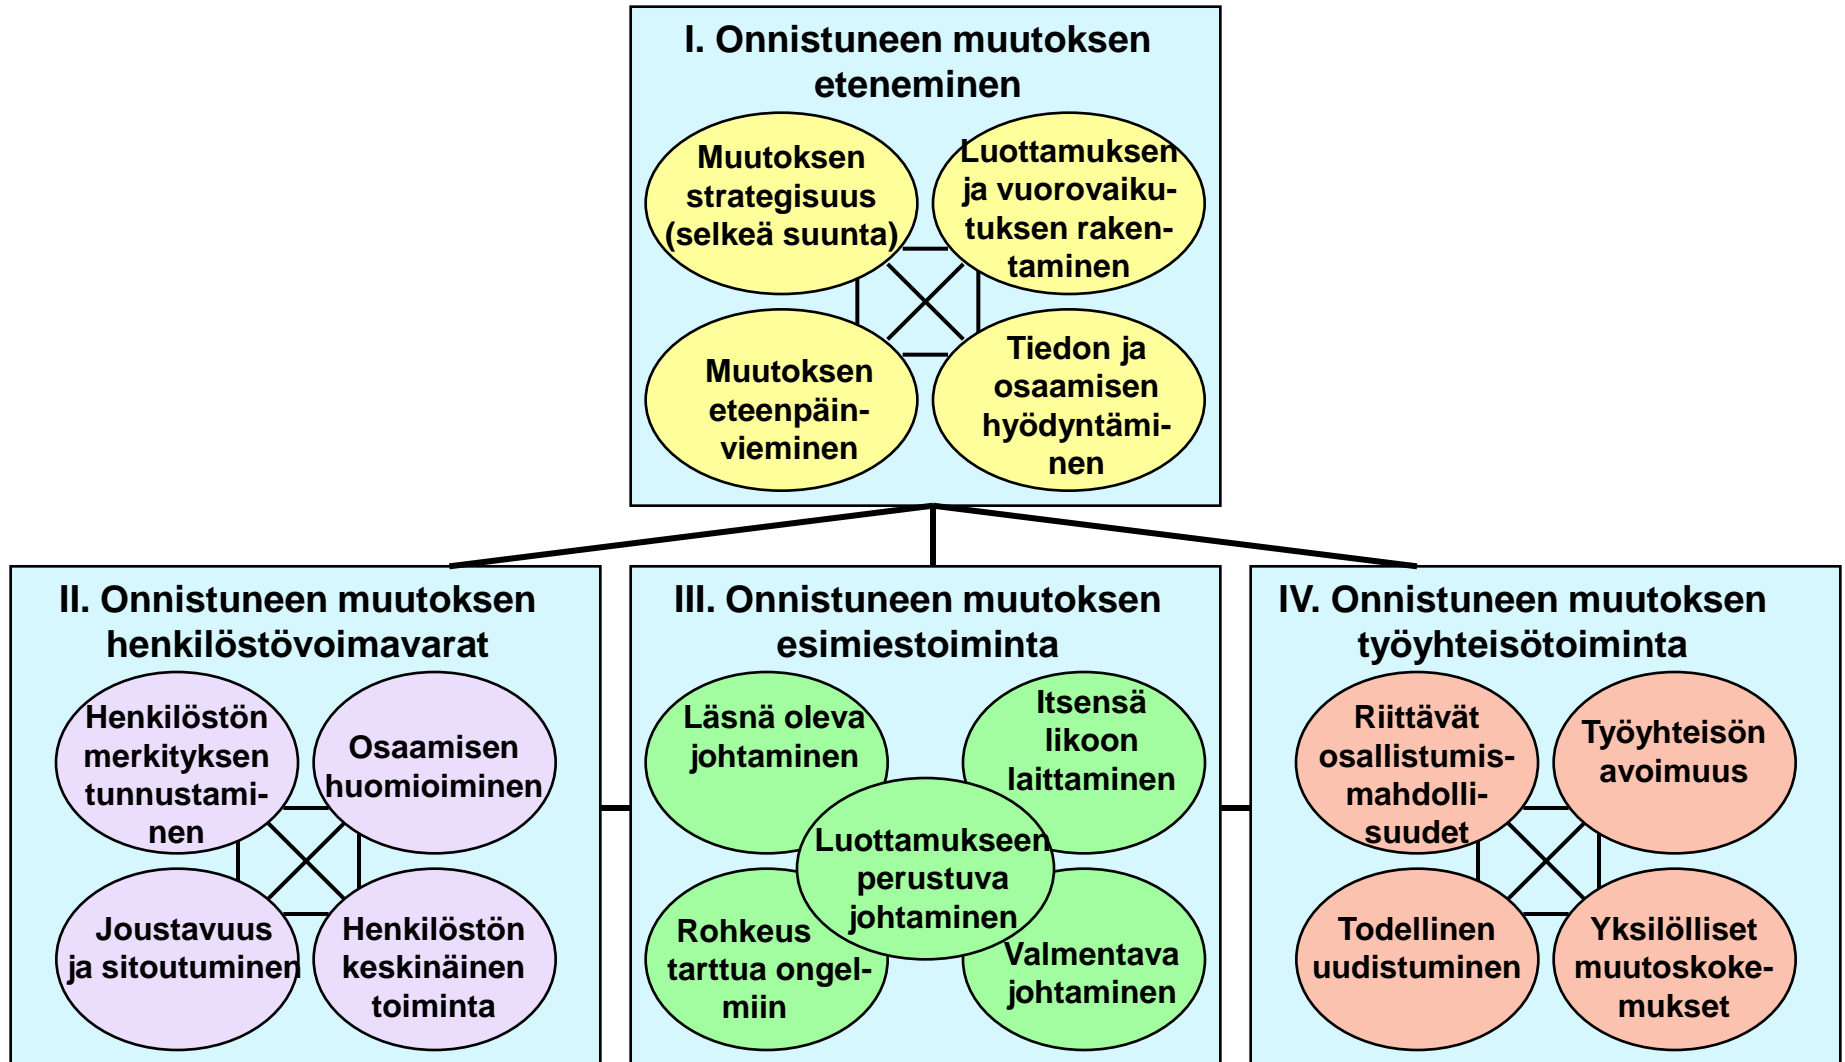 I. Onnistuneen muutoksen
eteneminen
Muutoksen
strategisuus
(selkeä suunta)
Luottamuksen
ja vuorovaiku-
tuksen raken-
taminen
Muutoksen
eteenpäin-
vieminen
Tiedon ja
osaamisen
hyödyntämi-
nen
II. Onnistuneen muutoksen
henkilöstövoimavarat
Henkilöstön
merkityksen
tunnustami-
nen
Osaamisen
huomioiminen
Joustavuus
ja sitoutuminen
Henkilöstön
keskinäinen
toiminta
III. Onnistuneen muutoksen
esimiestoiminta
Läsnä oleva
johtaminen
Itsensä
likoon
laittaminen
Luottamukseen
perustuva
johtaminen
Rohkeus
tarttua ongel-
miin
Valmentava
johtaminen
IV. Onnistuneen muutoksen
työyhteisötoiminta
Riittävät
osallistumis-
mahdolli-
suudet
Työyhteisön
avoimuus
Todellinen
uudistuminen
Yksilölliset
muutoskoke-
mukset